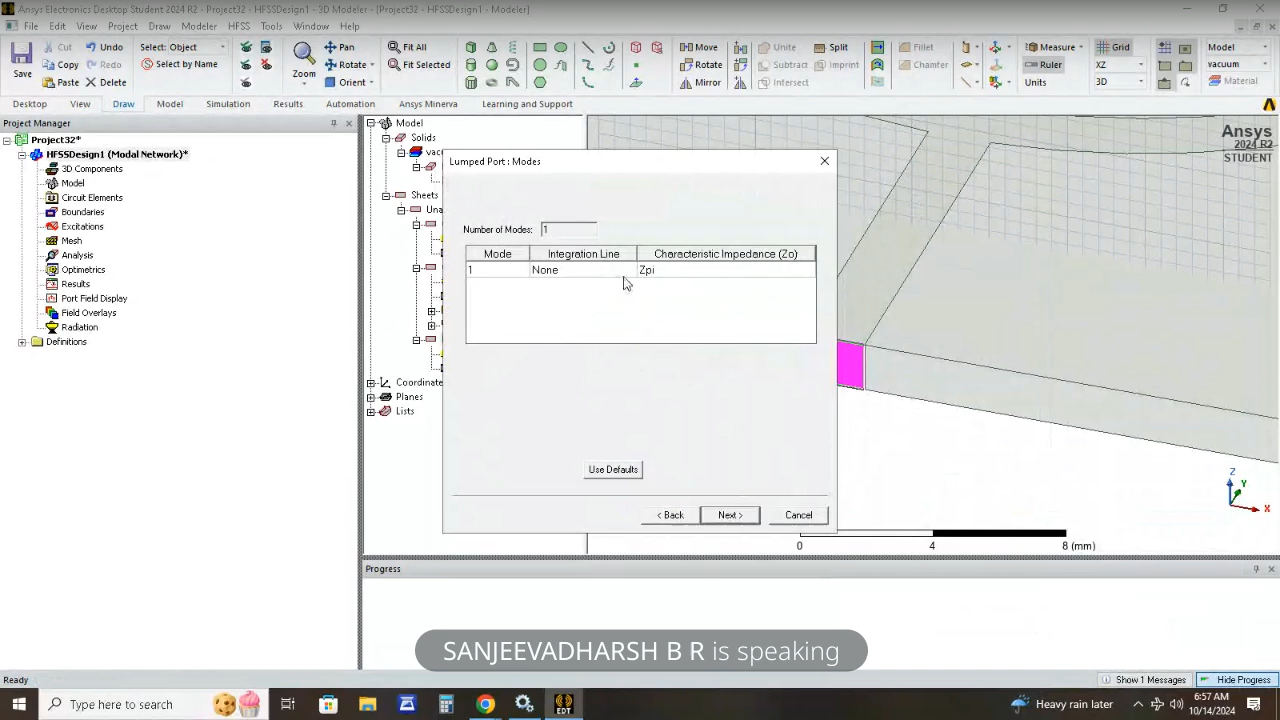 Ansys Electronics Desktop Student 2024 R2 - Project32 - HFSSDesign1 - 3D Modeler - [Project32 - HFSSDesign1 - Modeler]
File Edit View Project Draw Modeler HFSS Tools Window Help
Save Cut Undo Select: Object Zoom Pan Fit All Move Unite Split Fillet Measure Grid Model
Copy Redo Select by Name Rotate Fit Selected Rotate Subtract Imprint Chamfer Ruler XZ vacuum
Paste Delete Orient Mirror Intersect Units 3D Material
Desktop View Draw Model Simulation Results Automation Ansys Minerva Learning and Support
Project Manager
Project32*
HFSSDesign1 (Modal Network)*
3D Components
Model
Circuit Elements
Boundaries
Excitations
Mesh
Analysis
Optimetrics
Results
Port Field Display
Field Overlays
Radiation
Definitions
Model
Solids
vac
Sheets
Una
Coordinate
Planes
Lists
Lumped Port : Modes
Number of Modes: 1
Mode Integration Line Characteristic Impedance (Zo)
1 None Zpi
Use Defaults
< Back Next > Cancel
Ansys
2024 R2
STUDENT
Z
Y
X
0 4 8 (mm)
Progress
SANJEEVADHARSH B R is speaking
Ready Show 1 Messages Hide Progress
Type here to search
EDT
Heavy rain later
6:57 AM
10/14/2024